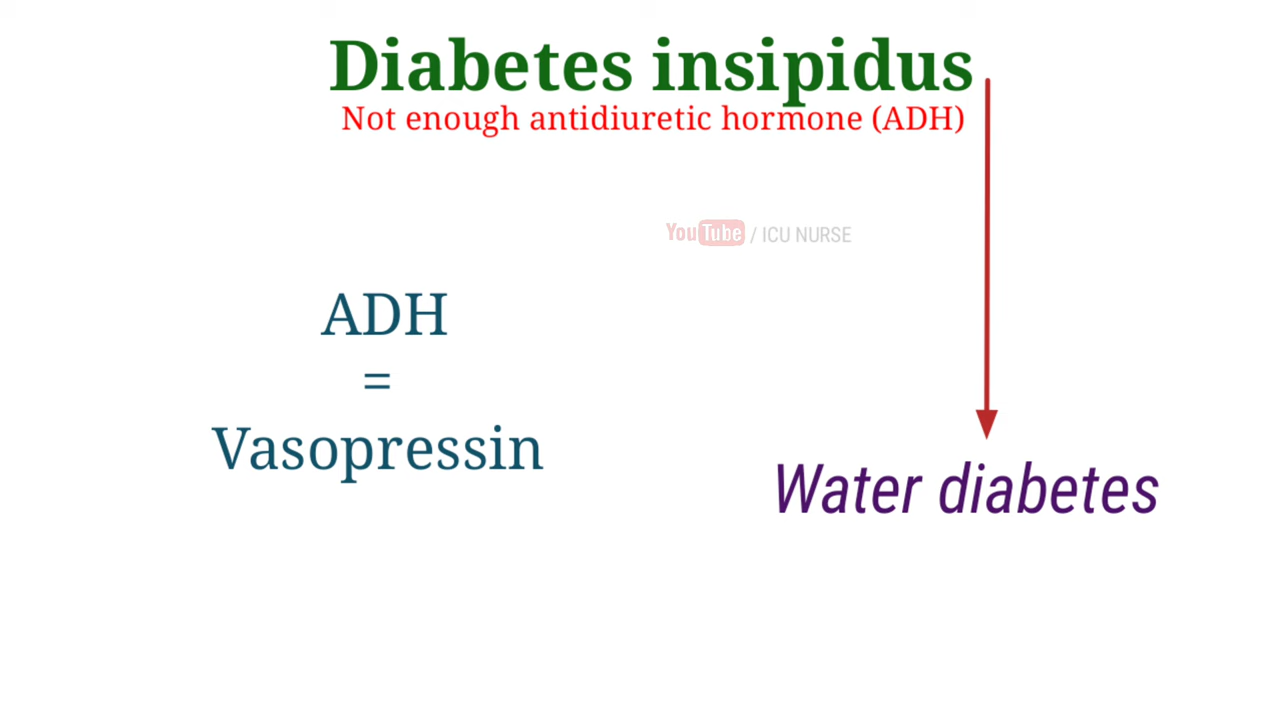 Diabetes insipidus
Not enough antidiuretic hormone (ADH)
YouTube / ICU NURSE
ADH
=
Vasopressin
Water diabetes